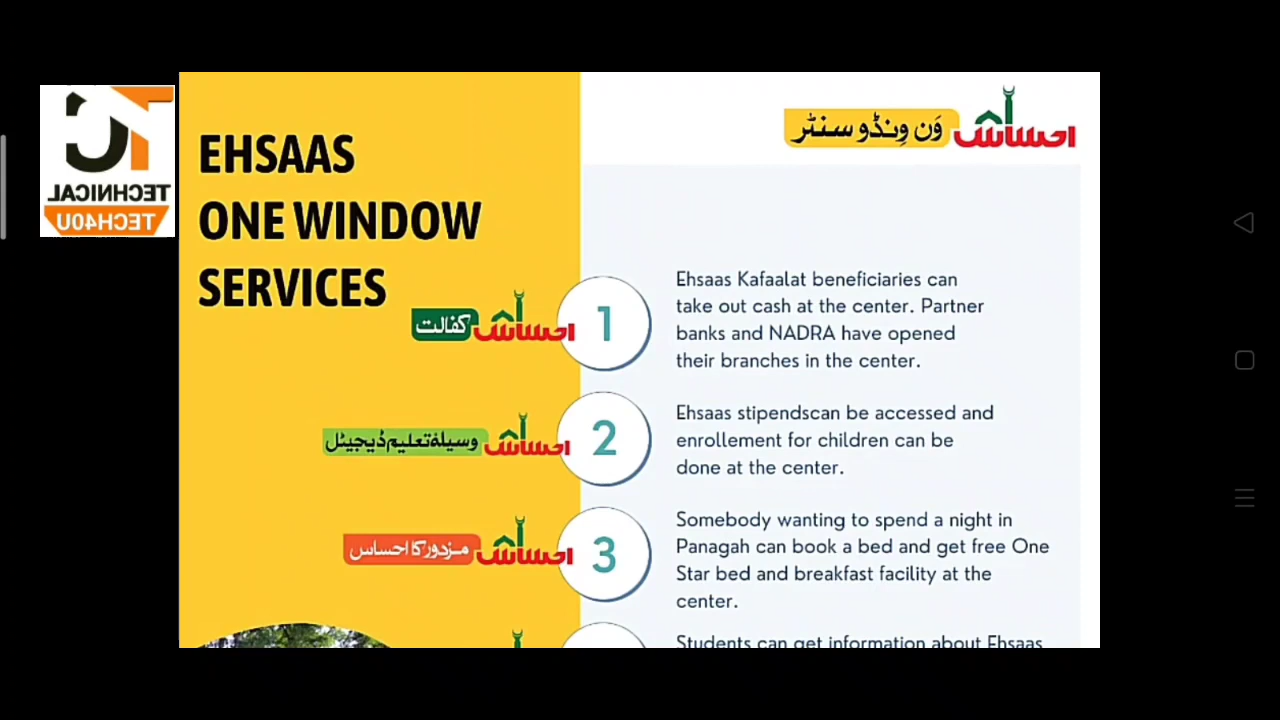 TECHNICAL
TECH40U
EHSAAS
ONE WINDOW
SERVICES
احساس وَن وِنڈو سنٹر
احساس کفالت
1
Ehsaas Kafaalat beneficiaries can
take out cash at the center. Partner
banks and NADRA have opened
their branches in the center.
احساس وسیلۂ تعلیم ڈیجیٹل
2
Ehsaas stipendscan be accessed and
enrollement for children can be
done at the center.
احساس مزدور کا احساس
3
Somebody wanting to spend a night in
Panagah can book a bed and get free One
Star bed and breakfast facility at the
center.
Students can get information about Ehsaas